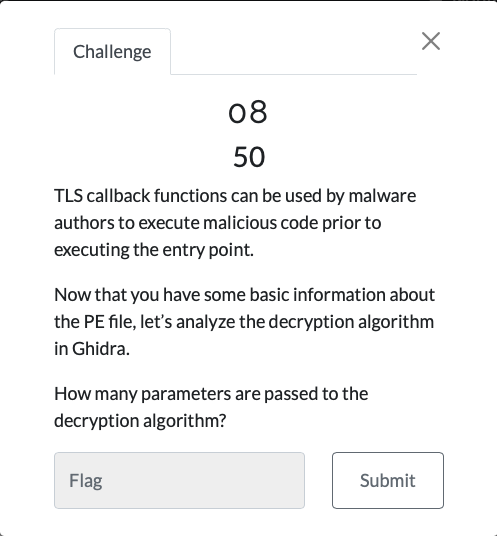 Challenge
08
50
TLS callback functions can be used by malware
authors to execute malicious code prior to
executing the entry point.
Now that you have some basic information about
the PE file, let’s analyze the decryption algorithm
in Ghidra.
How many parameters are passed to the
decryption algorithm?
Flag
Submit